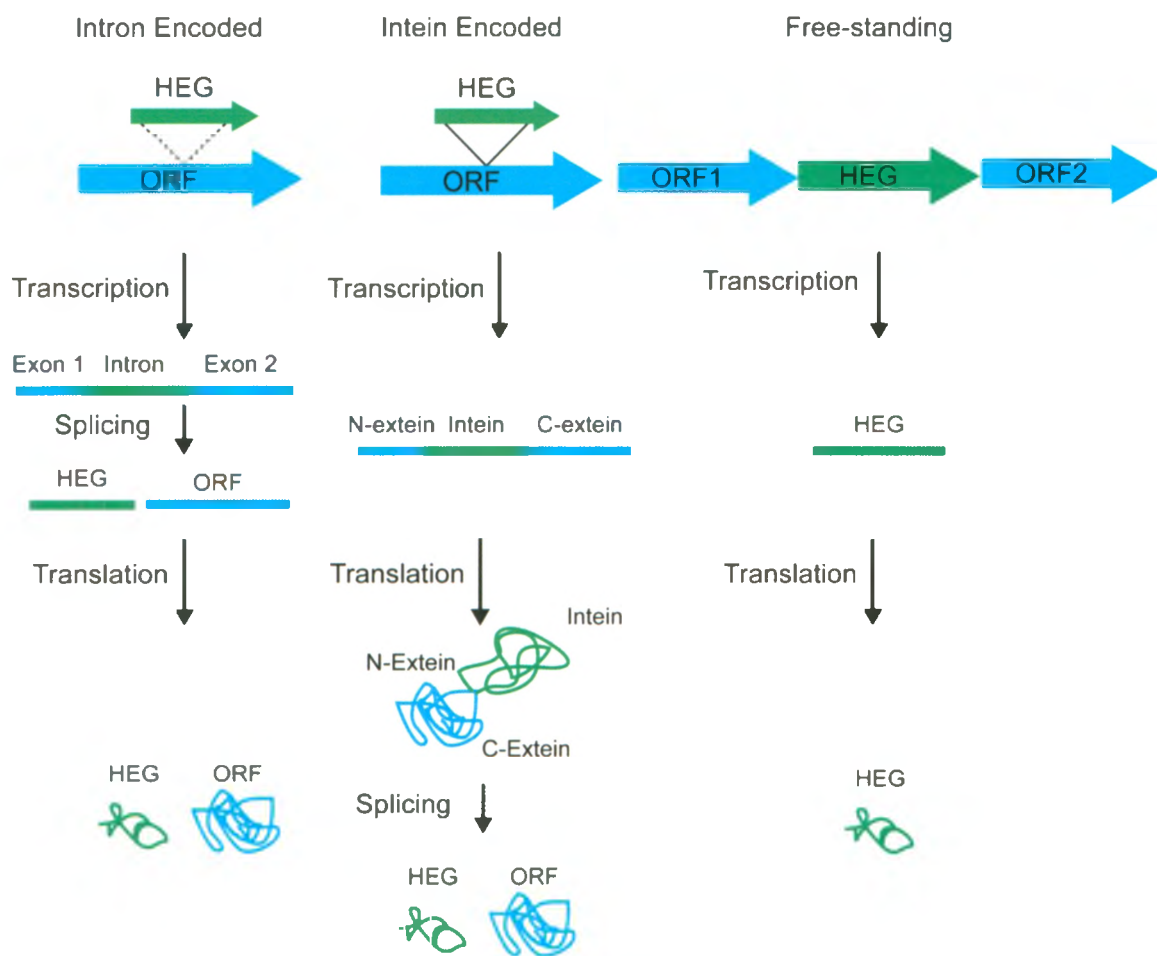 Intron Encoded
HEG
ORF
Transcription
Exon 1 Intron Exon 2
Splicing
HEG ORF
Translation
HEG ORF
Intein Encoded
HEG
ORF
Transcription
N-extein Intein C-extein
Translation
Intein
N-Extein
C-Extein
Splicing
HEG ORF
Free-standing
ORF1 HEG ORF2
Transcription
HEG
Translation
HEG